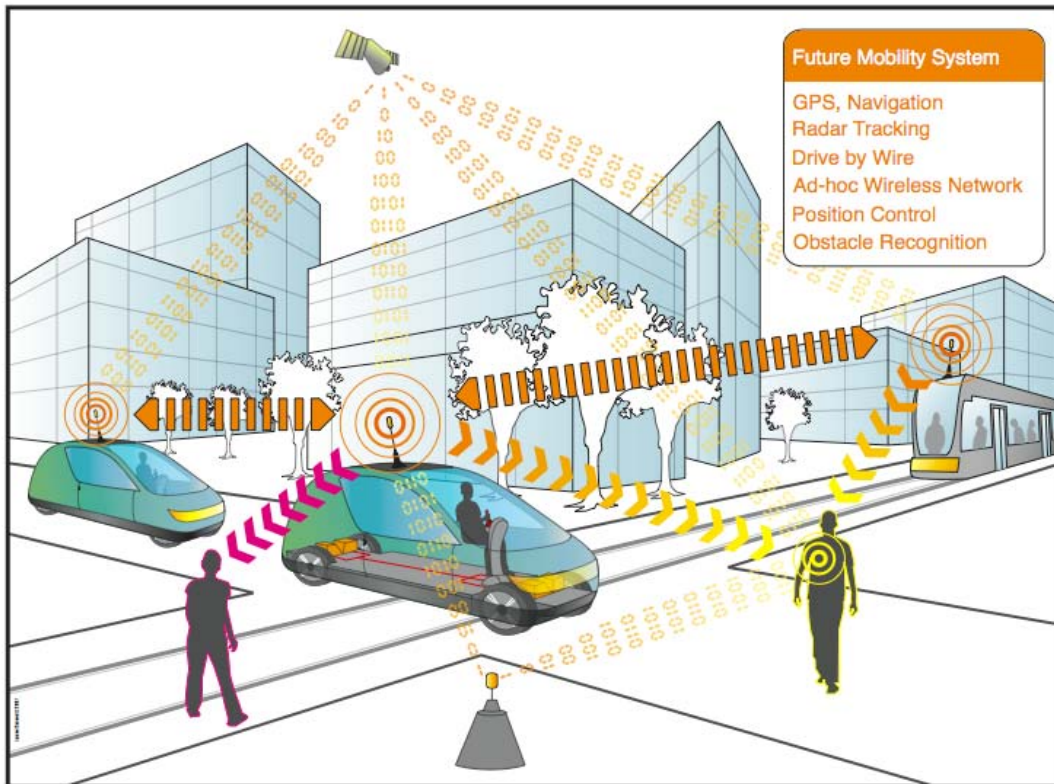 Future Mobility System
GPS, Navigation
Radar Tracking
Drive by Wire
Ad-hoc Wireless Network
Position Control
Obstacle Recognition